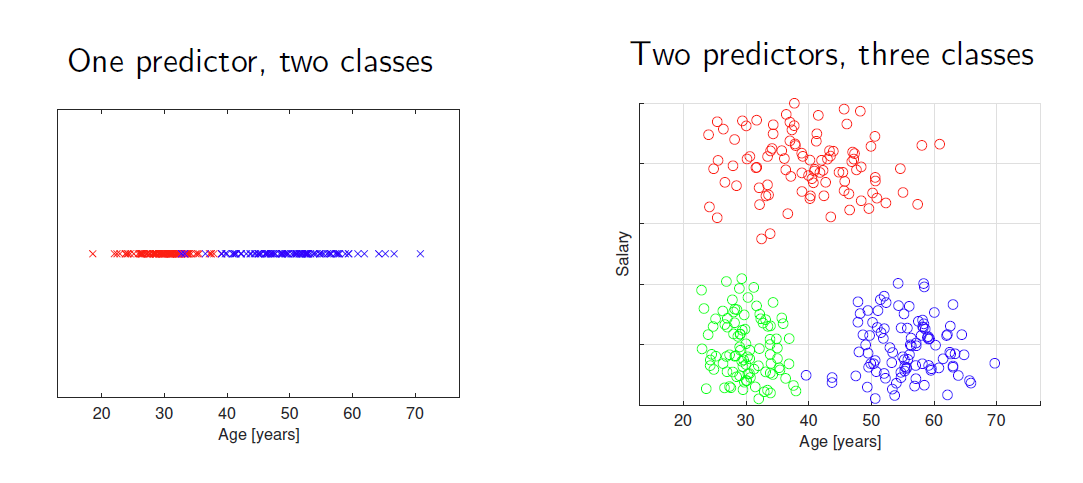 One predictor, two classes
20 30 40 50 60 70
Age [years]
Two predictors, three classes
Salary
20 30 40 50 60 70
Age [years]